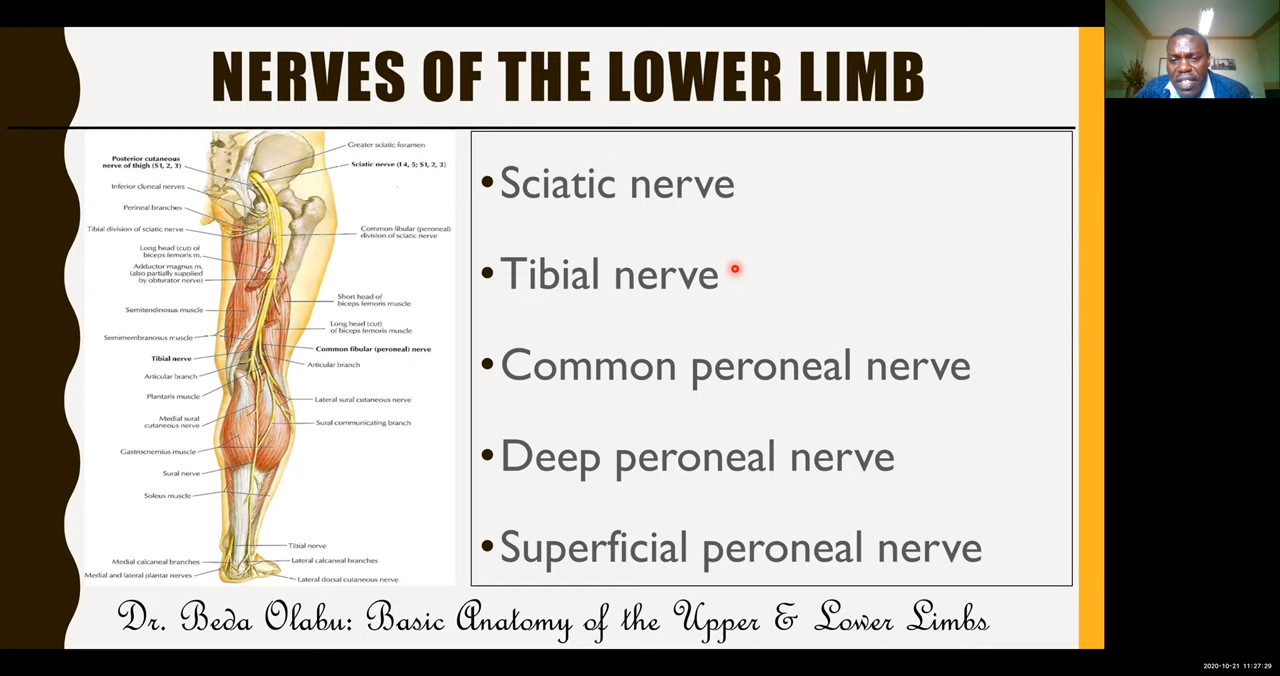 NERVES OF THE LOWER LIMB
Posterior cutaneous
nerve of thigh (S1, 2, 3)
Inferior cluneal nerves
Perineal branches
Tibial division of sciatic nerve
Long head (cut) of
biceps femoris m.
Adductor magnus m.
(also partially supplied
by obturator nerve)
Semitendinosus muscle
Semimembranosus muscle
Tibial nerve
Articular branch
Plantaris muscle
Medial sural
cutaneous nerve
Gastrocnemius muscle
Sural nerve
Soleus muscle
Medial calcaneal branches
Medial and lateral plantar nerves
Greater sciatic foramen
Sciatic nerve (L4, 5; S1, 2, 3)
Common fibular (peroneal)
division of sciatic nerve
Short head of
biceps femoris muscle
Long head (cut)
of biceps femoris muscle
Common fibular (peroneal) nerve
Articular branch
Lateral sural cutaneous nerve
Sural communicating branch
Tibial nerve
Lateral calcaneal branches
Lateral dorsal cutaneous nerve
•Sciatic nerve
•Tibial nerve
•Common peroneal nerve
•Deep peroneal nerve
•Superficial peroneal nerve
Dr. Beda Olabu: Basic Anatomy of the Upper & Lower Limbs
2020-10-21 11:27:29